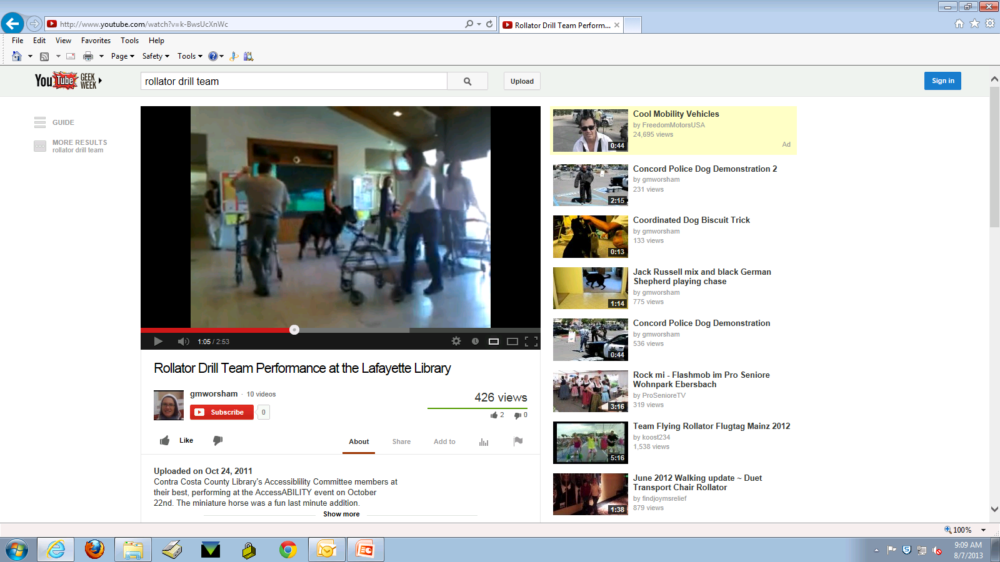 http://www.youtube.com/watch?v=k-BwsUcXnWc
Rollator Drill Team Perform...
File Edit View Favorites Tools Help
Page Safety Tools
YouTube GEEK WEEK
rollator drill team
Upload
Sign in
GUIDE
MORE RESULTS
rollator drill team
1:05 / 2:53
Rollator Drill Team Performance at the Lafayette Library
gmworsham · 10 videos
Subscribe 0
426 views
2 0
Like
About Share Add to
Uploaded on Oct 24, 2011
Contra Costa County Library's Accessiblility Committee members at
their best, performing at the AccessABILITY event on October
22nd. The miniature horse was a fun last minute addition.
Show more
0:44
Cool Mobility Vehicles
by FreedomMotorsUSA
24,695 views
Ad
2:15
Concord Police Dog Demonstration 2
by gmworsham
231 views
0:13
Coordinated Dog Biscuit Trick
by gmworsham
133 views
1:14
Jack Russell mix and black German
Shepherd playing chase
by gmworsham
775 views
0:44
Concord Police Dog Demonstration
by gmworsham
536 views
3:16
Rock mi - Flashmob im Pro Seniore
Wohnpark Ebersbach
by ProSenioreTV
319 views
5:16
Team Flying Rollator Flugtag Mainz 2012
by koost234
1,538 views
1:38
June 2012 Walking update ~ Duet
Transport Chair Rollator
by findjoymsrelief
879 views
100%
9:09 AM
8/7/2013